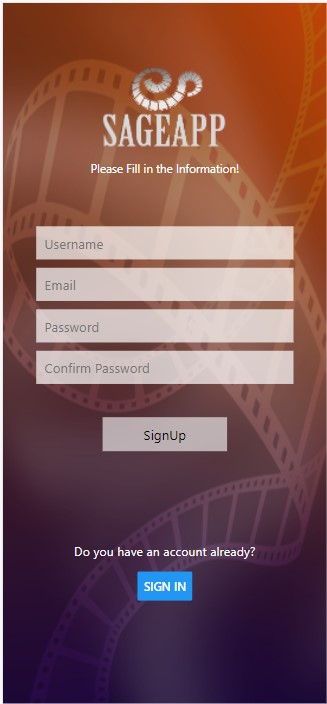 SAGEAPP
Please Fill in the Information!
Username
Email
Password
Confirm Password
SignUp
Do you have an account already?
SIGN IN